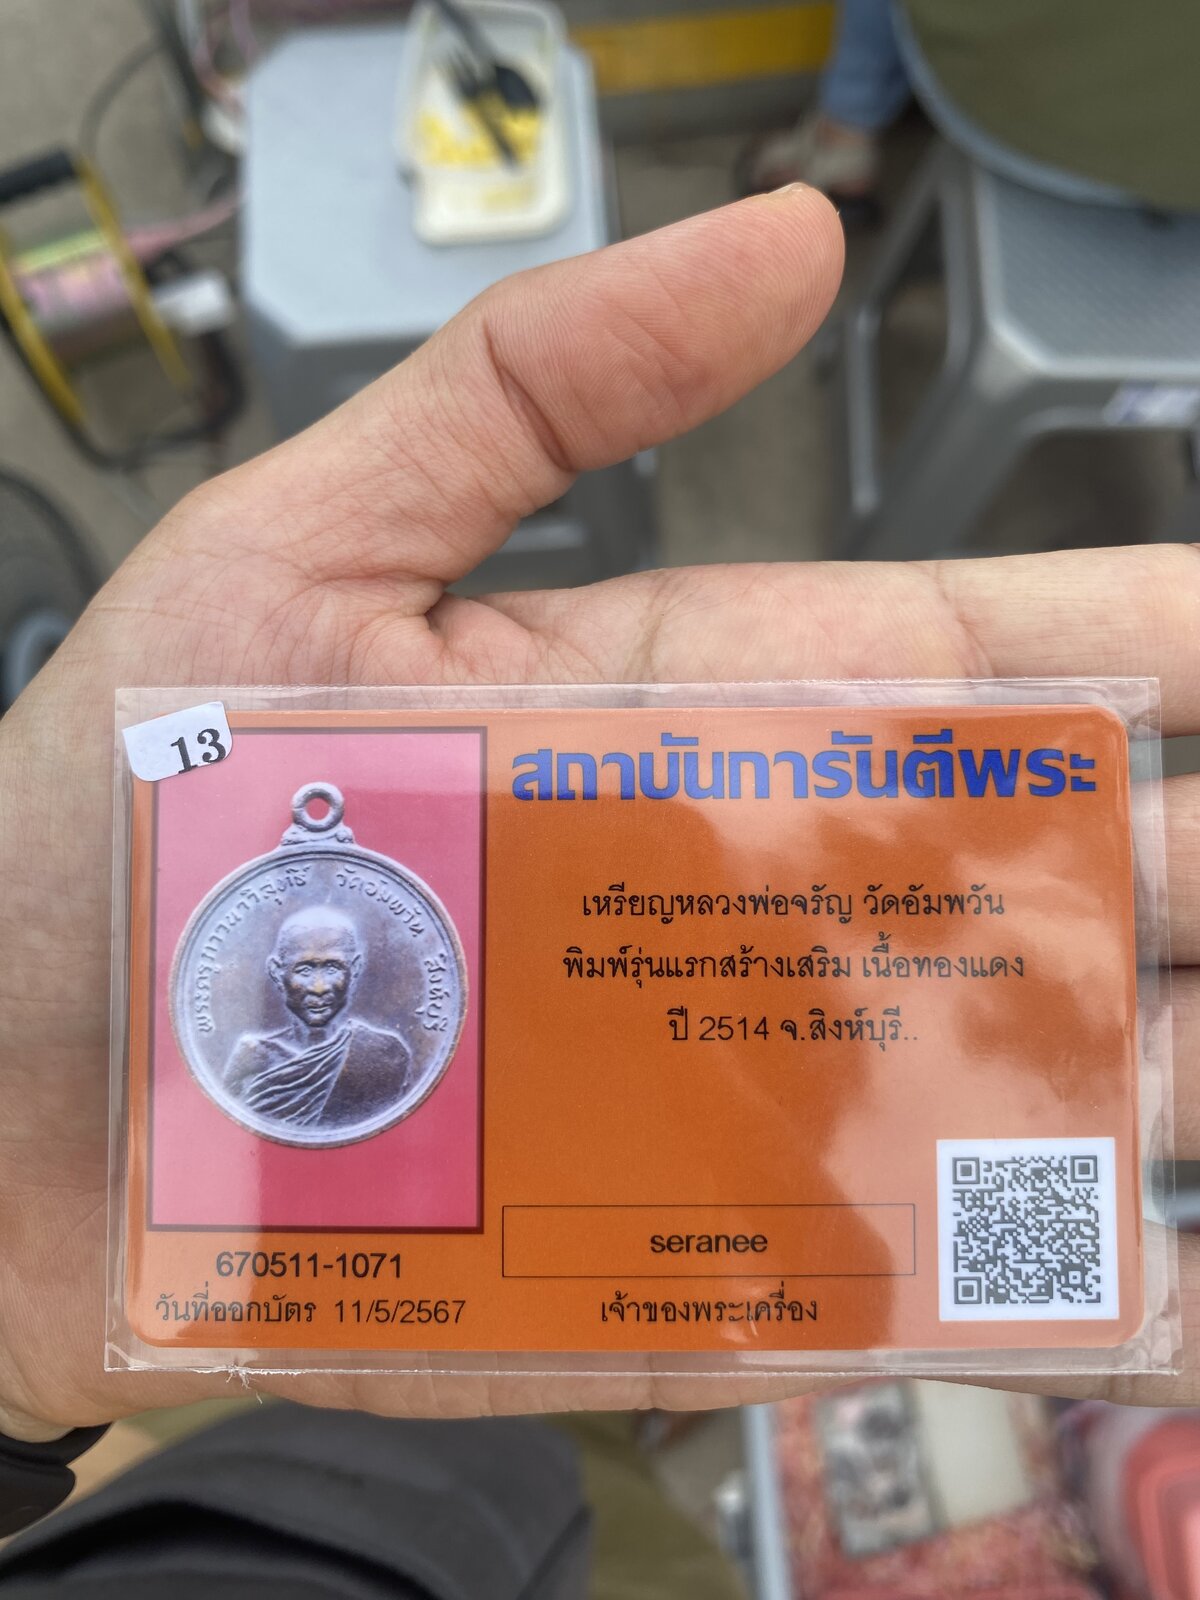 13
สถาบันการันตีพระ
พระครูภาวนาวิสุทธิ์ วัดอัมพวัน สิงห์บุรี
เหรียญหลวงพ่อจรัญ วัดอัมพวัน
พิมพ์รุ่นแรกสร้างเสริม เนื้อทองแดง
ปี 2514 จ.สิงห์บุรี..
670511-1071
วันที่ออกบัตร 11/5/2567
seranee
เจ้าของพระเครื่อง